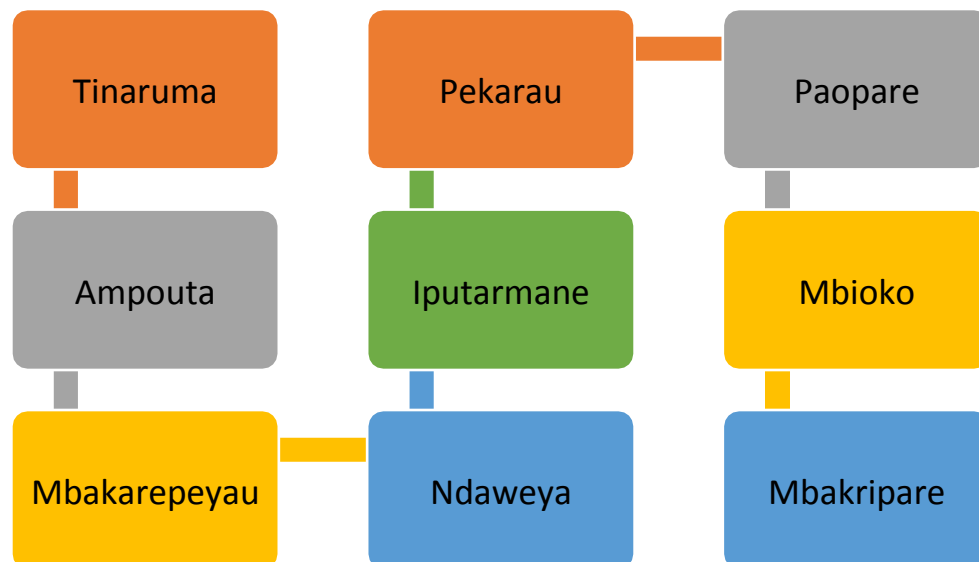 Tinaruma
Ampouta
Mbakarepeyau
Ndaweya
Iputarmane
Pekarau
Paopare
Mbioko
Mbakripare